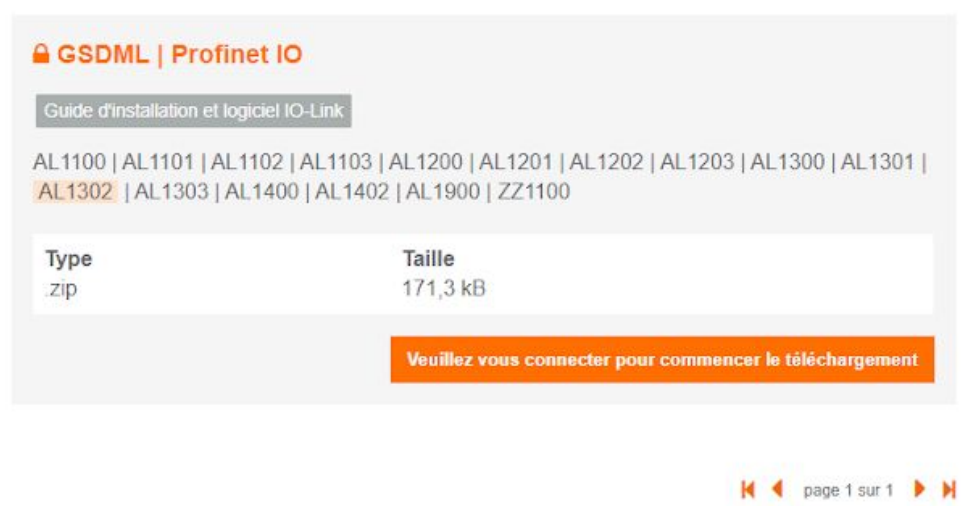 GSDML | Profinet IO
Guide d'installation et logiciel IO-Link
AL1100 | AL1101 | AL1102 | AL1103 | AL1200 | AL1201 | AL1202 | AL1203 | AL1300 | AL1301 |
AL1302 | AL1303 | AL1400 | AL1402 | AL1900 | ZZ1100
Type Taille
.zip 171,3 kB
Veuillez vous connecter pour commencer le téléchargement
page 1 sur 1